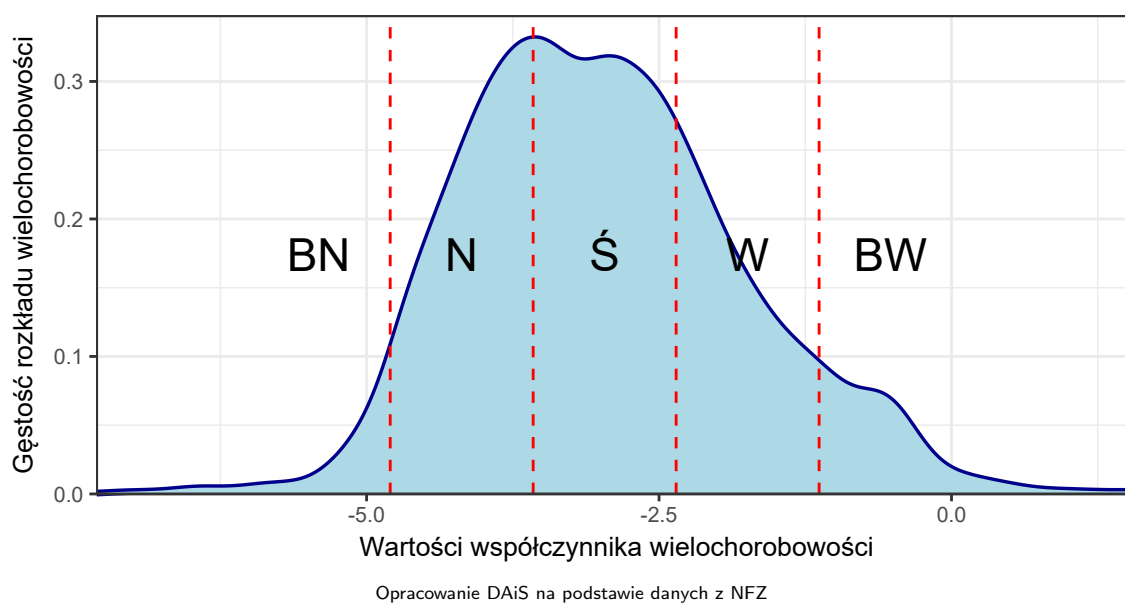 Gęstość rozkładu wielochorobowości
0.3
0.2
0.1
0.0
BN N Ś W BW
-5.0 -2.5 0.0
Wartości współczynnika wielochorobowości
Opracowanie DAiS na podstawie danych z NFZ